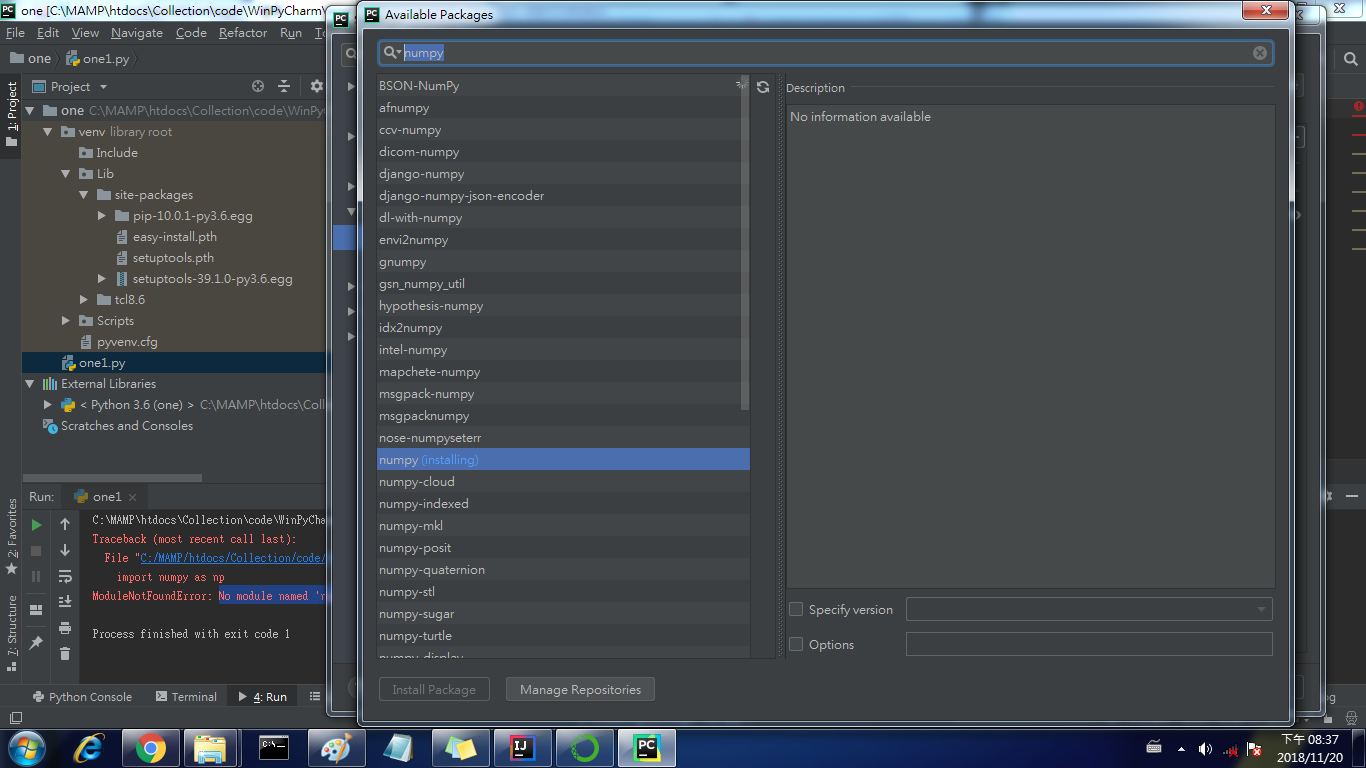 one [C:\MAMP\htdocs\Collection\code\WinPyCharm\
Available Packages
File Edit View Navigate Code Refactor Run
one one1.py
numpy
1: Project
Project
one C:\MAMP\htdocs\Collection\code\WinPyC
venv library root
Include
Lib
site-packages
pip-10.0.1-py3.6.egg
easy-install.pth
setuptools.pth
setuptools-39.1.0-py3.6.egg
tcl8.6
Scripts
pyvenv.cfg
one1.py
External Libraries
< Python 3.6 (one) > C:\MAMP\htdocs\Coll
Scratches and Consoles
BSON-NumPy
afnumpy
ccv-numpy
dicom-numpy
django-numpy
django-numpy-json-encoder
dl-with-numpy
envi2numpy
gnumpy
gsn_numpy_util
hypothesis-numpy
idx2numpy
intel-numpy
mapchete-numpy
msgpack-numpy
msgpacknumpy
nose-numpyseterr
numpy (installing)
numpy-cloud
numpy-indexed
numpy-mkl
numpy-posit
numpy-quaternion
numpy-stl
numpy-sugar
numpy-turtle
numpy-display
Description
No information available
Specify version
Options
Install Package Manage Repositories
Run: one1
C:\MAMP\htdocs\Collection\code\WinPyCha
Traceback (most recent call last):
File "C:/MAMP/htdocs/Collection/code/
import numpy as np
ModuleNotFoundError: No module named 'n
Process finished with exit code 1
2: Favorites
7: Structure
Python Console Terminal 4: Run
下午 08:37
2018/11/20